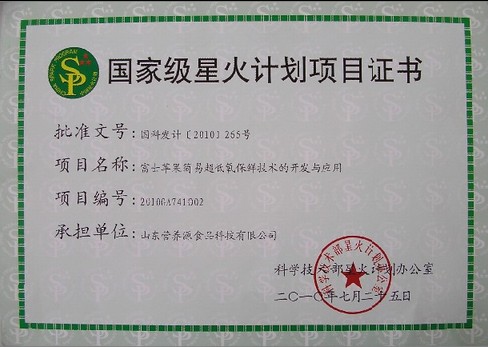 国家级星火计划项目证书
批准文号：国科发计〔2010〕265号
项目名称：富士苹果简易超低氧保鲜技术的开发与应用
项目编号：2010GA741D02
承担单位：山东营养源食品科技有限公司
科学技术部星火计划办公室
二〇一〇年七月二十五日